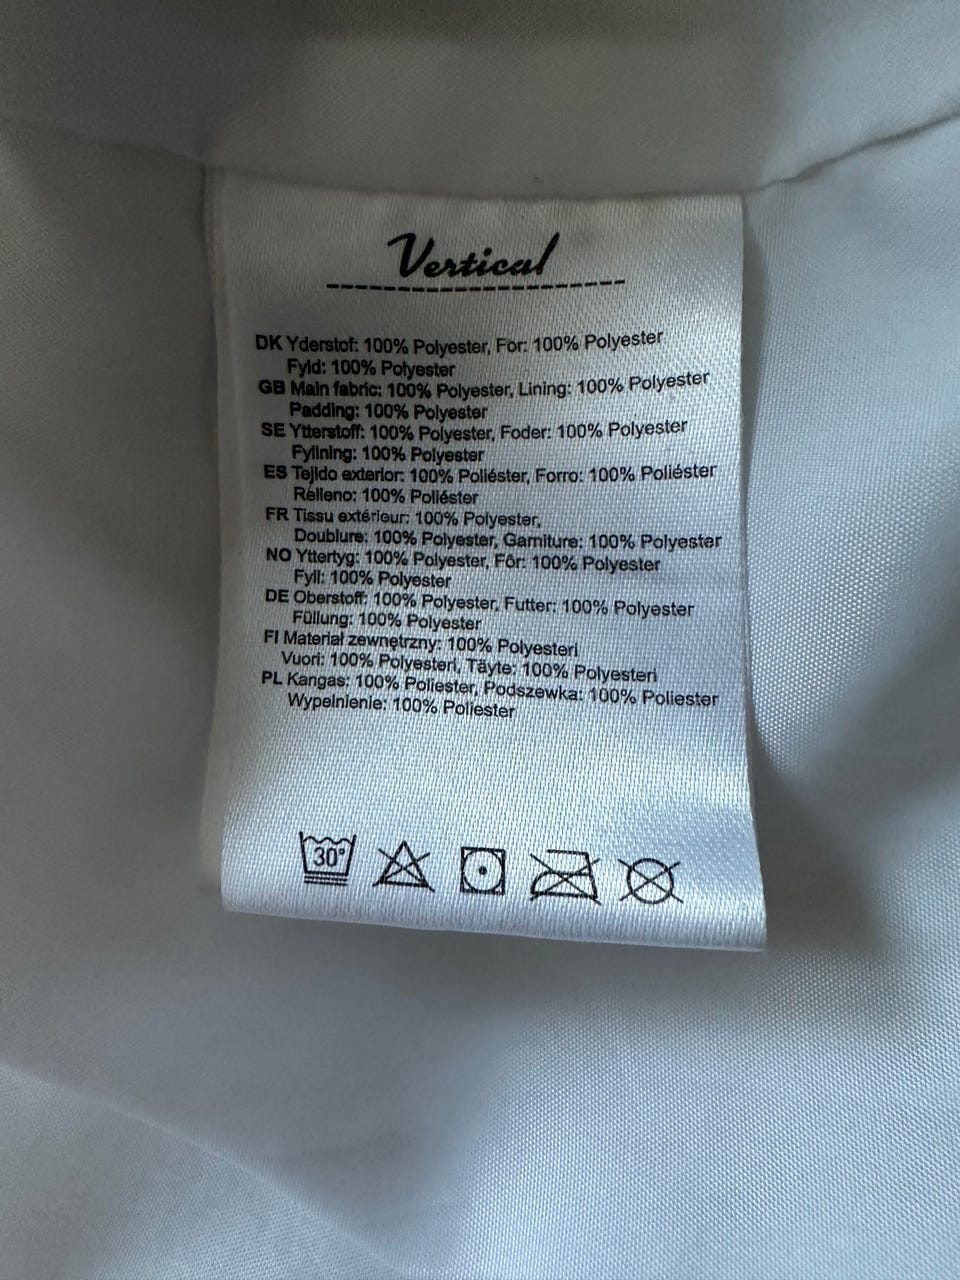 Vertical
DK Yderstof: 100% Polyester, For: 100% Polyester
Fyld: 100% Polyester
GB Main fabric: 100% Polyester, Lining: 100% Polyester
Padding: 100% Polyester
SE Ytterstoff: 100% Polyester, Foder: 100% Polyester
Fyllning: 100% Polyester
ES Tejido exterior: 100% Poliéster, Forro: 100% Poliéster
Relleno: 100% Poliéster
FR Tissu extérieur: 100% Polyester,
Doublure: 100% Polyester, Garniture: 100% Polyester
NO Yttertyg: 100% Polyester, Fôr: 100% Polyester
Fyll: 100% Polyester
DE Oberstoff: 100% Polyester, Futter: 100% Polyester
Füllung: 100% Polyester
FI Materiał zewnętrzny: 100% Polyesteri
Vuori: 100% Polyesteri, Täyte: 100% Polyesteri
PL Kangas: 100% Poliester, Podszewka: 100% Poliester
Wypelnienie: 100% Poliester
30°